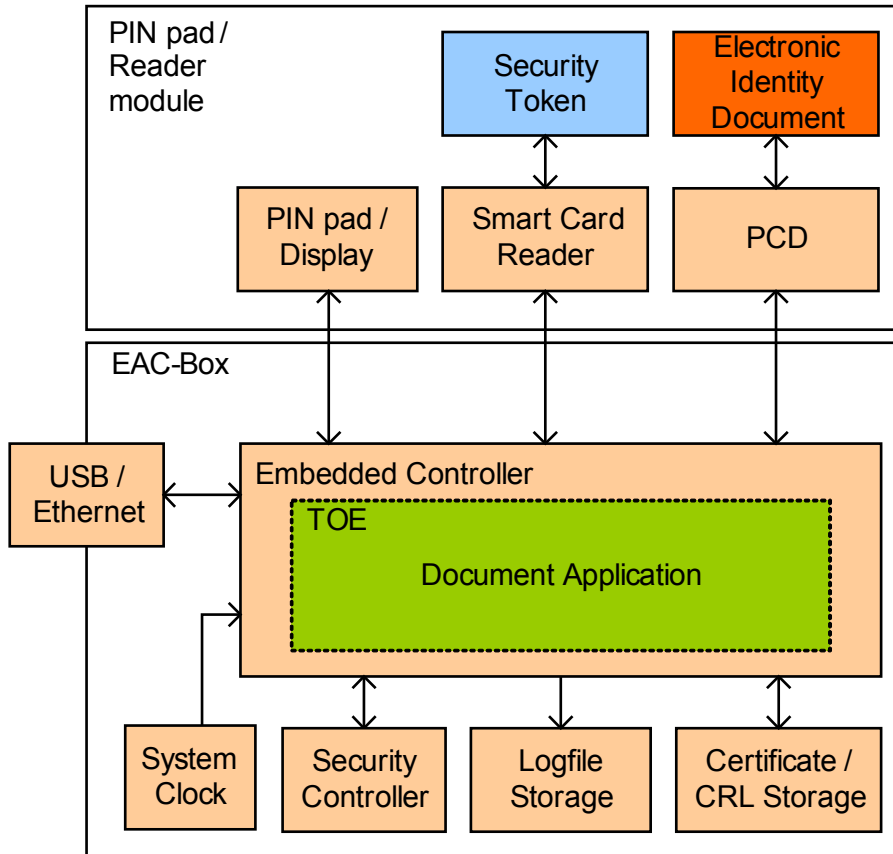 PIN pad /
Reader
module
Security
Token
Electronic
Identity
Document
PIN pad /
Display
Smart Card
Reader
PCD
EAC-Box
USB /
Ethernet
Embedded Controller
TOE
Document Application
System
Clock
Security
Controller
Logfile
Storage
Certificate /
CRL Storage